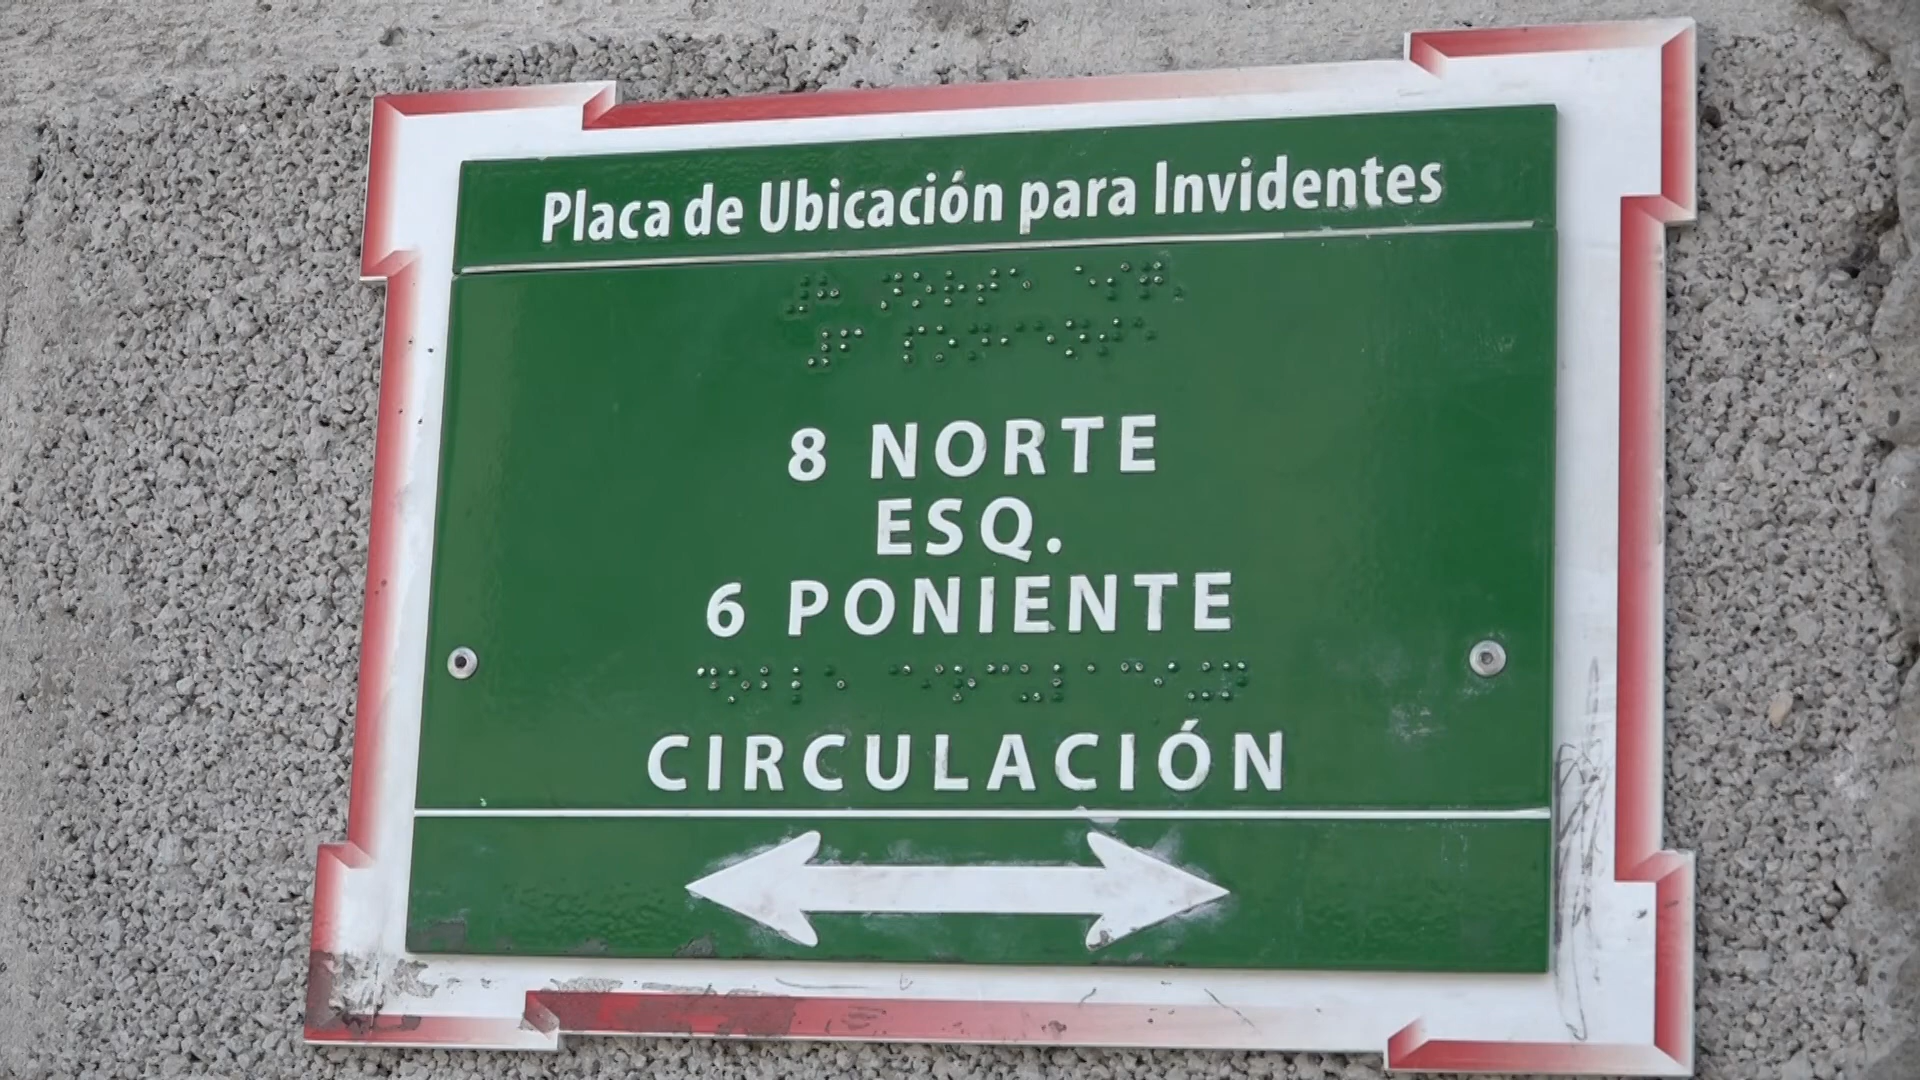 Placa de Ubicación para Invidentes
8 NORTE
ESQ.
6 PONIENTE
CIRCULACIÓN